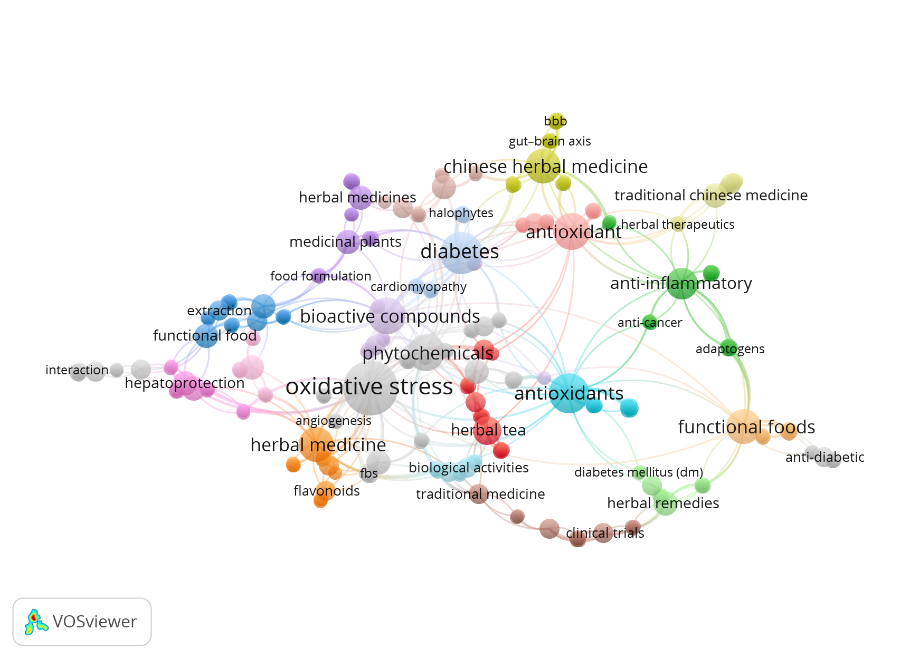 bbb
gut–brain axis
chinese herbal medicine
herbal medicines
traditional chinese medicine
halophytes
herbal therapeutics
antioxidant
medicinal plants
diabetes
food formulation
cardiomyopathy
anti-inflammatory
extraction
bioactive compounds
anti-cancer
functional food
phytochemicals
adaptogens
interaction
hepatoprotection
oxidative stress
antioxidants
angiogenesis
herbal tea
functional foods
herbal medicine
anti-diabetic
fbs
biological activities
diabetes mellitus (dm)
flavonoids
traditional medicine
herbal remedies
clinical trials
VOSviewer